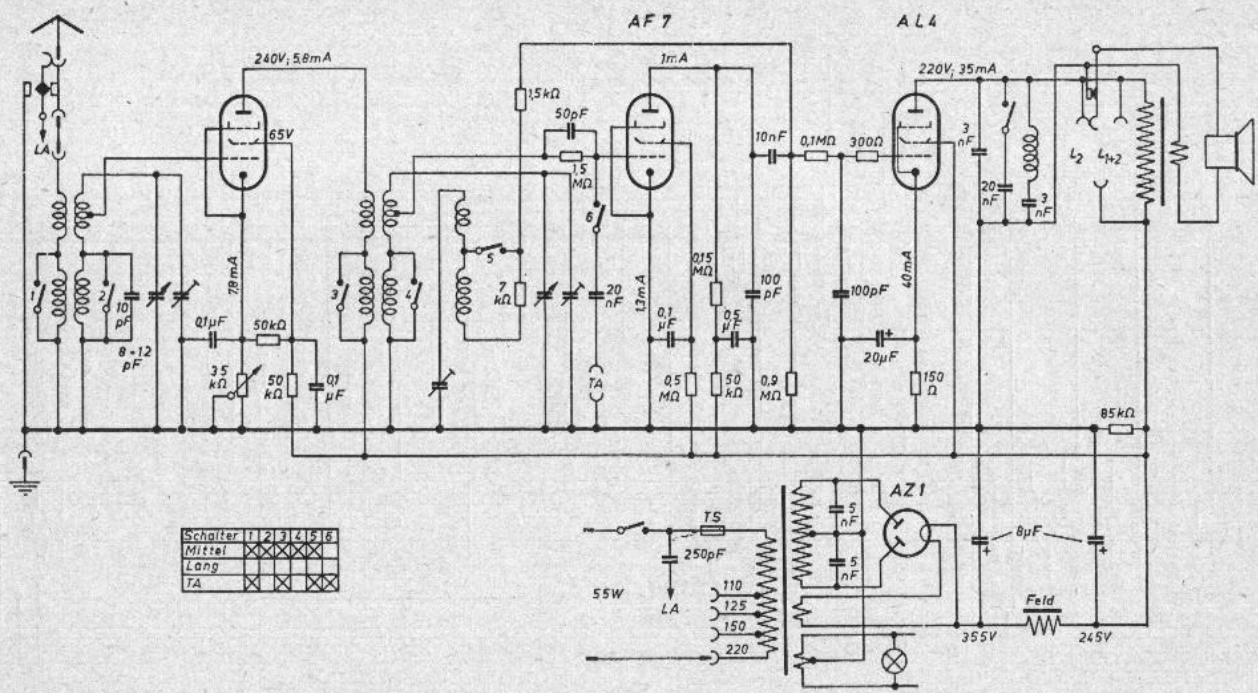 AF 7
AL4
240V; 5,8mA
1mA
220V; 35mA
1,5kΩ
50pF
65V
10nF
0,1MΩ
300Ω
3
nF
LA
1,5
MΩ
L2
L1+2
20
nF
3
nF
6
5
1
2
10
pF
7,8mA
3
4
7
kΩ
20
nF
1,3mA
0,15
MΩ
100
pF
100pF
40mA
8÷12
pF
0,1µF
50kΩ
0,1
µF
0,5
µF
20µF
35
kΩ
50
kΩ
0,1
µF
TA
0,5
MΩ
50
kΩ
0,9
MΩ
150
Ω
85kΩ
AZ1
TS
5
nF
250pF
5
nF
8µF
55W
LA
110
125
150
220
Feld
355V
245V
Schalter 1 2 3 4 5 6
Mittel
Lang
TA